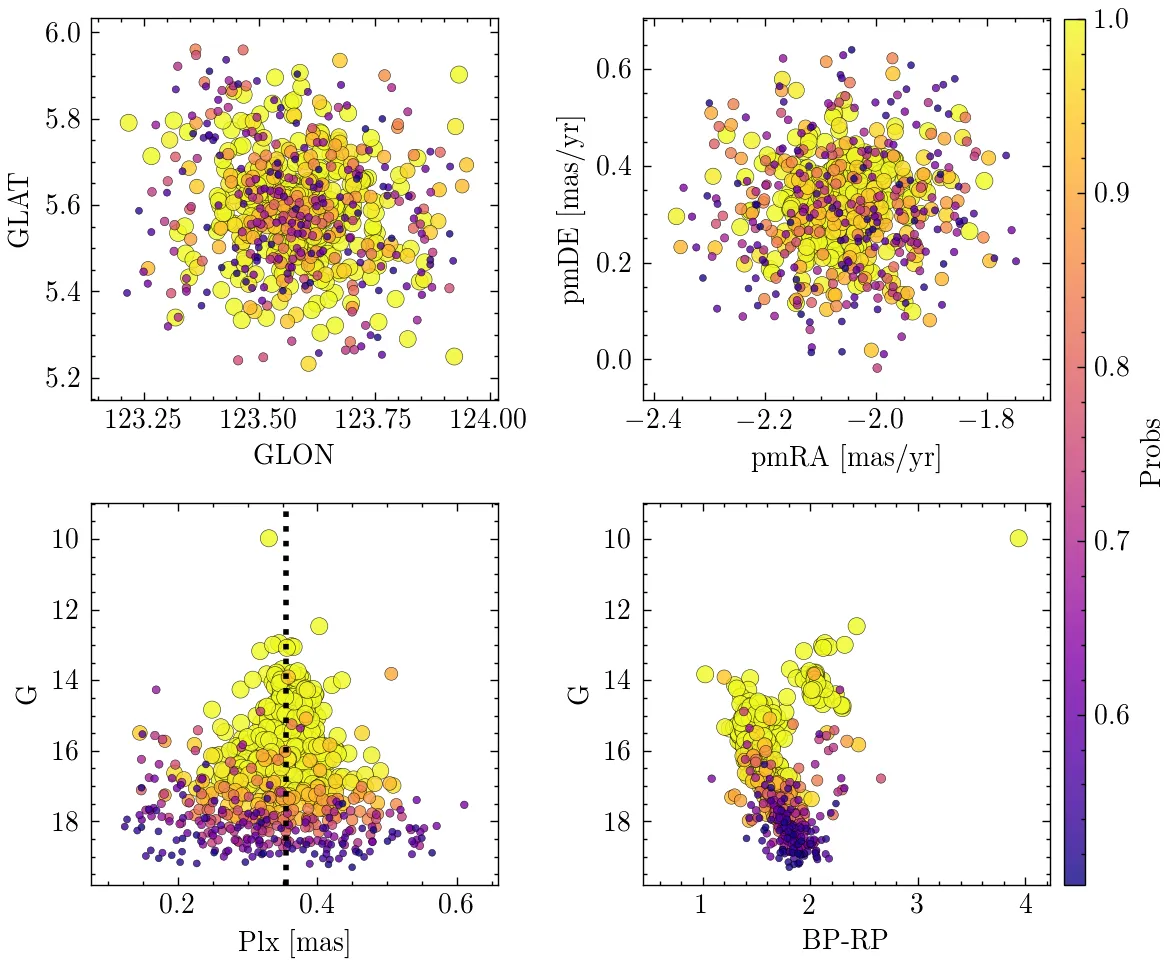 6.0
5.8
5.6
5.4
5.2
GLAT
123.25 123.50 123.75 124.00
GLON
0.6
0.4
0.2
0.0
pmDE [mas/yr]
−2.4 −2.2 −2.0 −1.8
pmRA [mas/yr]
1.0
0.9
0.8
0.7
0.6
Probs
10
12
14
16
18
G
0.2 0.4 0.6
Plx [mas]
10
12
14
16
18
G
1 2 3 4
BP-RP